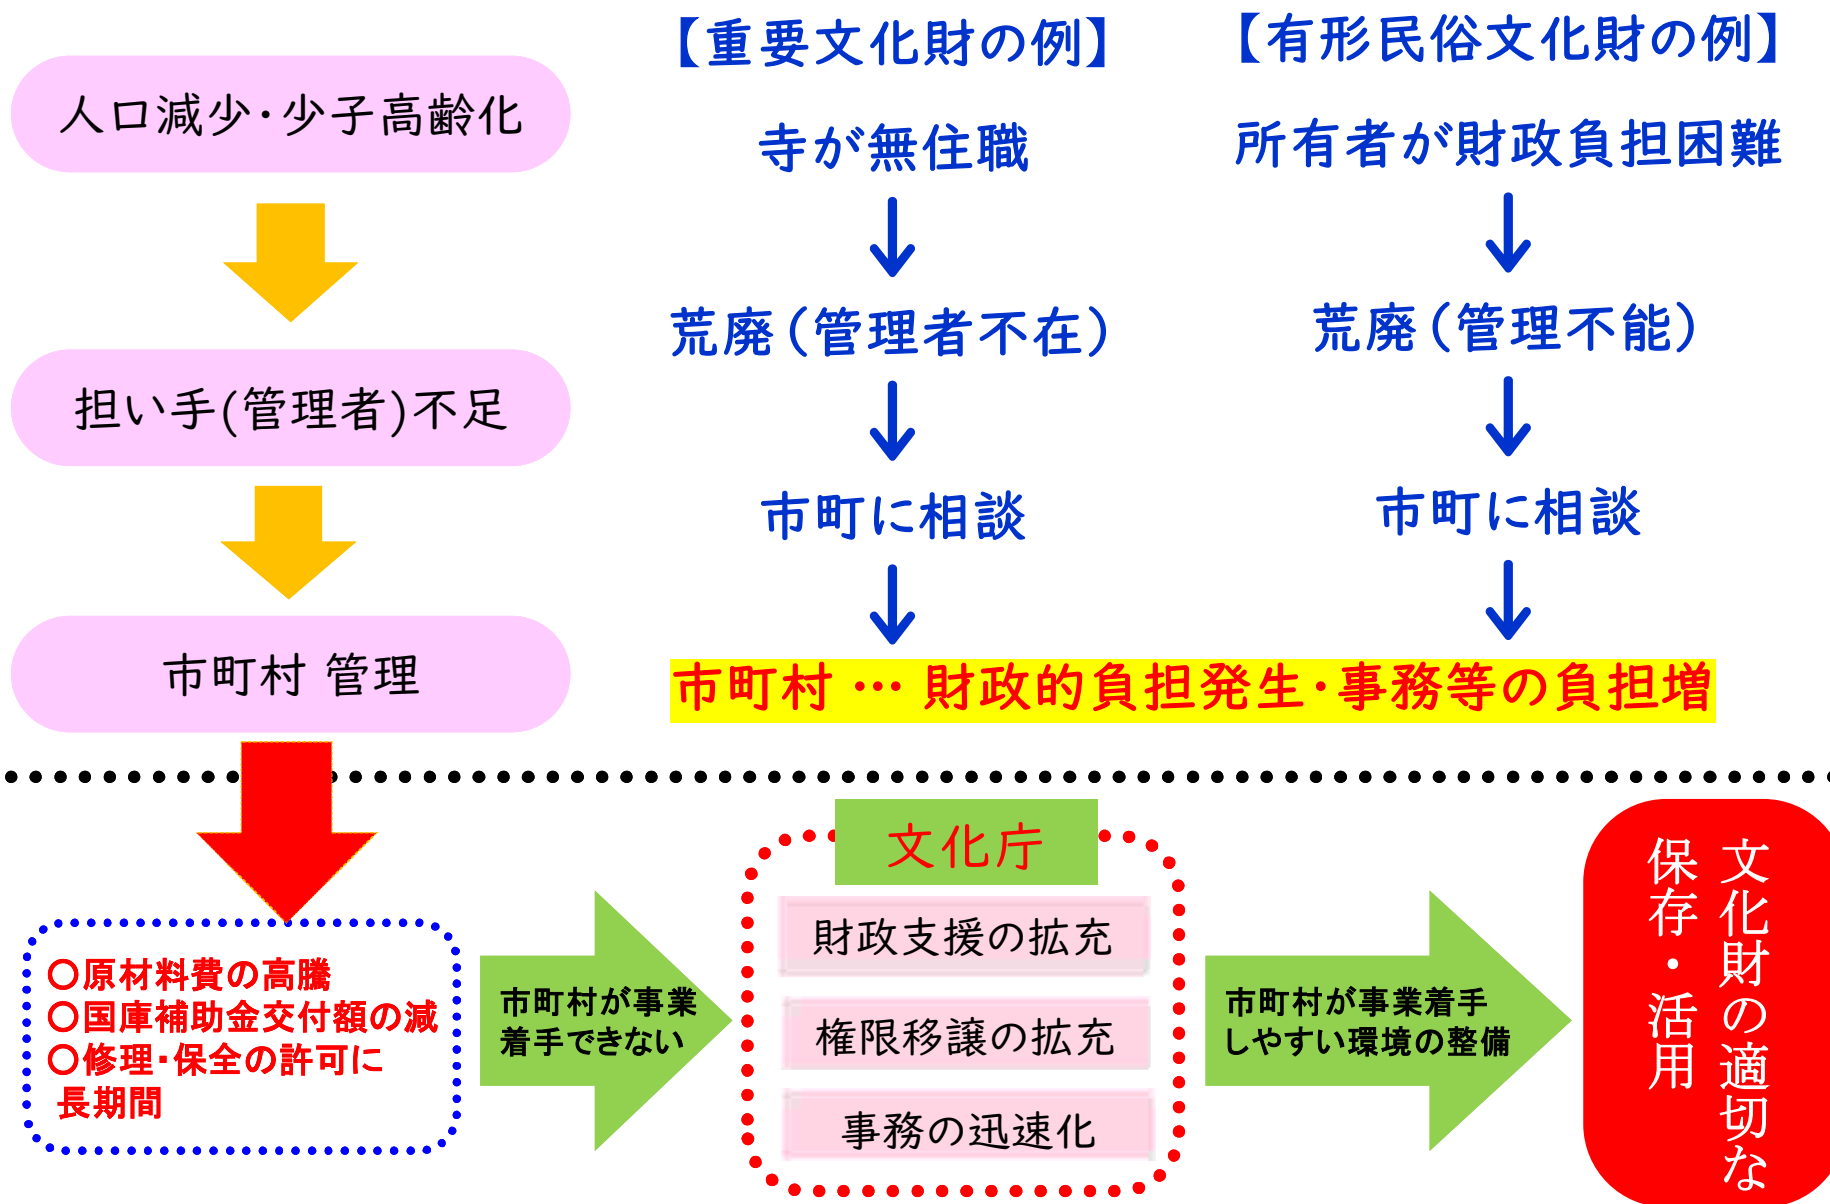 人口減少・少子高齢化
担い手(管理者)不足
市町村 管理
【重要文化財の例】
寺が無住職
荒廃(管理者不在)
市町に相談
【有形民俗文化財の例】
所有者が財政負担困難
荒廃(管理不能)
市町に相談
市町村 … 財政的負担発生・事務等の負担増
〇原材料費の高騰
〇国庫補助金交付額の減
〇修理・保全の許可に
長期間
市町村が事業
着手できない
文化庁
財政支援の拡充
権限移譲の拡充
事務の迅速化
市町村が事業着手
しやすい環境の整備
文化財の適切な
保存・活用